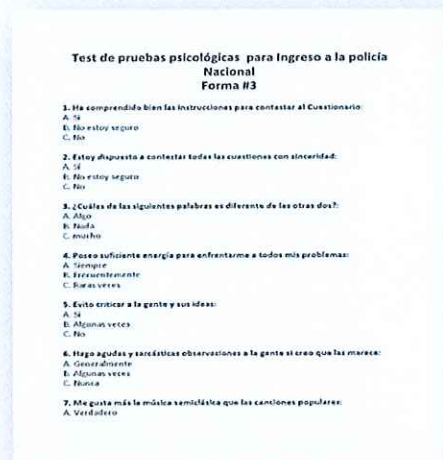 Test de pruebas psicológicas para Ingreso a la policía
Nacional
Forma #3
1. He comprendido bien las instrucciones para contestar al Cuestionario:
A. Si
B. No estoy seguro
C. No
2. Estoy dispuesto a contestar todas las cuestiones con sinceridad:
A. Si
B. No estoy seguro
C. No
3. ¿Cuáles de las siguientes palabras es diferente de las otras dos?:
A. Algo
B. Nada
C. mucho
4. Poseo suficiente energía para enfrentarme a todos mis problemas:
A. Siempre
B. Frecuentemente
C. Raras veces
5. Evito criticar a la gente y sus ideas:
A. Si
B. Algunas veces
C. No
6. Hago agudas y sarcásticas observaciones a la gente si creo que las merece:
A. Generalmente
B. Algunas veces
C. Nunca
7. Me gusta más la música semiclásica que las canciones populares:
A. Verdadero